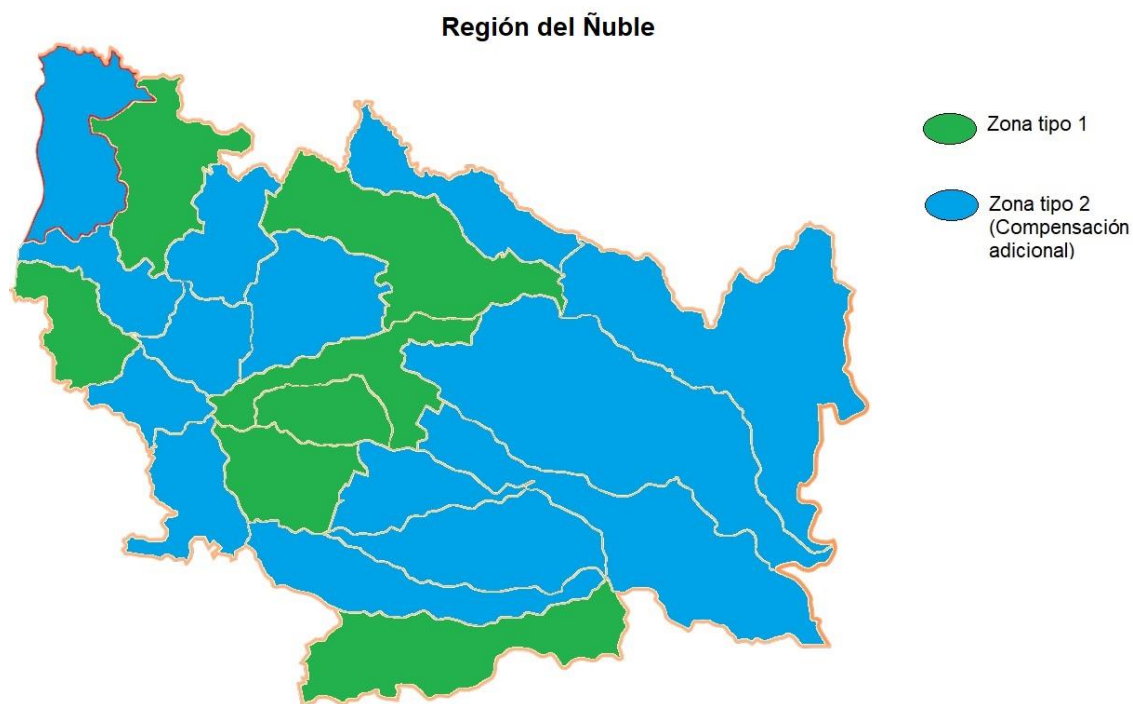 Región del Ñuble
Zona tipo 1
Zona tipo 2
(Compensación
adicional)